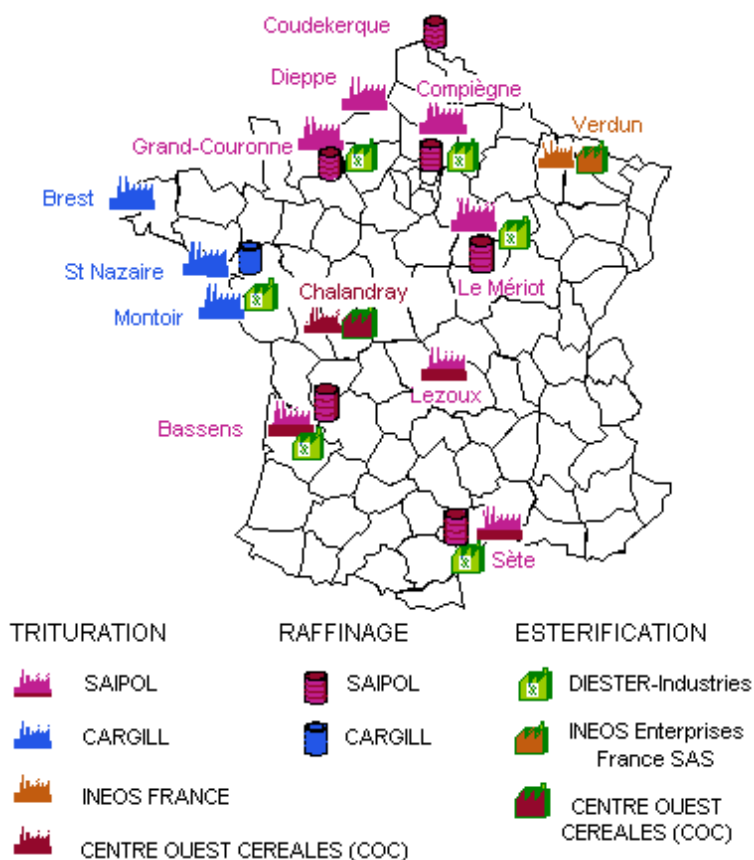 Coudekerque
Dieppe
Compiègne
Grand-Couronne
Verdun
Brest
St Nazaire
Le Mériot
Montoir
Chalandray
Lezoux
Bassens
Sète
TRITURATION
SAIPOL
CARGILL
INEOS FRANCE
CENTRE OUEST CEREALES (COC)
RAFFINAGE
SAIPOL
CARGILL
ESTERIFICATION
DIESTER-Industries
INEOS Enterprises
France SAS
CENTRE OUEST
CEREALES (COC)